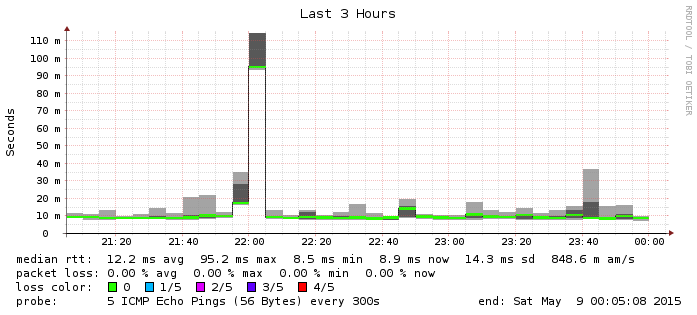 Last 3 Hours
RRDTOOL / TOBI OETIKER
Seconds
110 m
100 m
90 m
80 m
70 m
60 m
50 m
40 m
30 m
20 m
10 m
0
21:20 21:40 22:00 22:20 22:40 23:00 23:20 23:40 00:00
median rtt: 12.2 ms avg 95.2 ms max 8.5 ms min 8.9 ms now 14.3 ms sd 848.6 m am/s
packet loss: 0.00 % avg 0.00 % max 0.00 % min 0.00 % now
loss color: 0 1/5 2/5 3/5 4/5
probe: 5 ICMP Echo Pings (56 Bytes) every 300s end: Sat May 9 00:05:08 2015